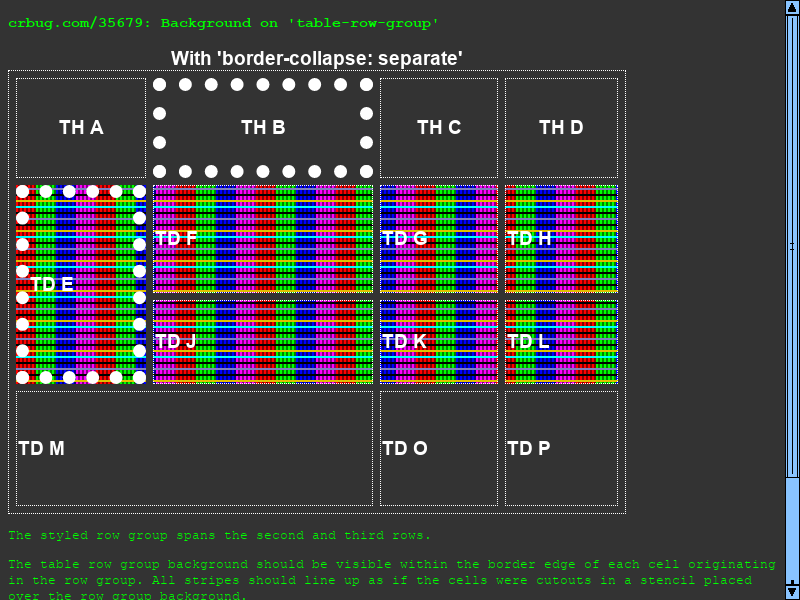 crbug.com/35679: Background on 'table-row-group'
With 'border-collapse: separate'
TH A TH B TH C TH D
TD F TD G TD H
TD E
TD J TD K TD L
TD M TD O TD P
The styled row group spans the second and third rows.
The table row group background should be visible within the border edge of each cell originating
in the row group. All stripes should line up as if the cells were cutouts in a stencil placed
over the row group background.